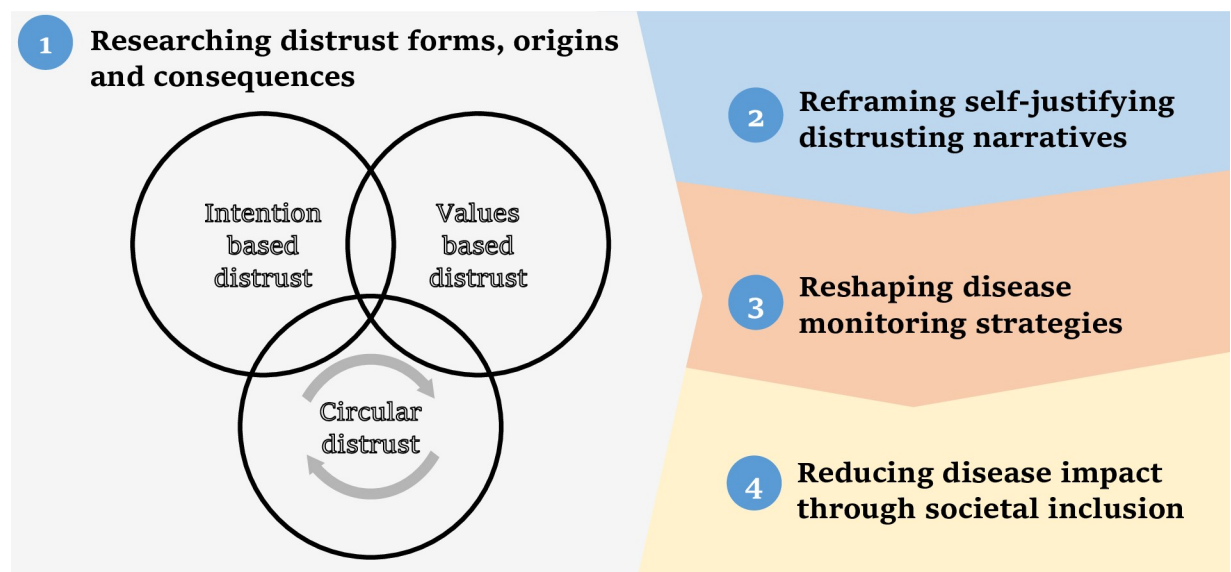 1
Researching distrust forms, origins
and consequences
Intention
based
distrust
Values
based
distrust
Circular
distrust
2
Reframing self-justifying
distrusting narratives
3
Reshaping disease
monitoring strategies
4
Reducing disease impact
through societal inclusion